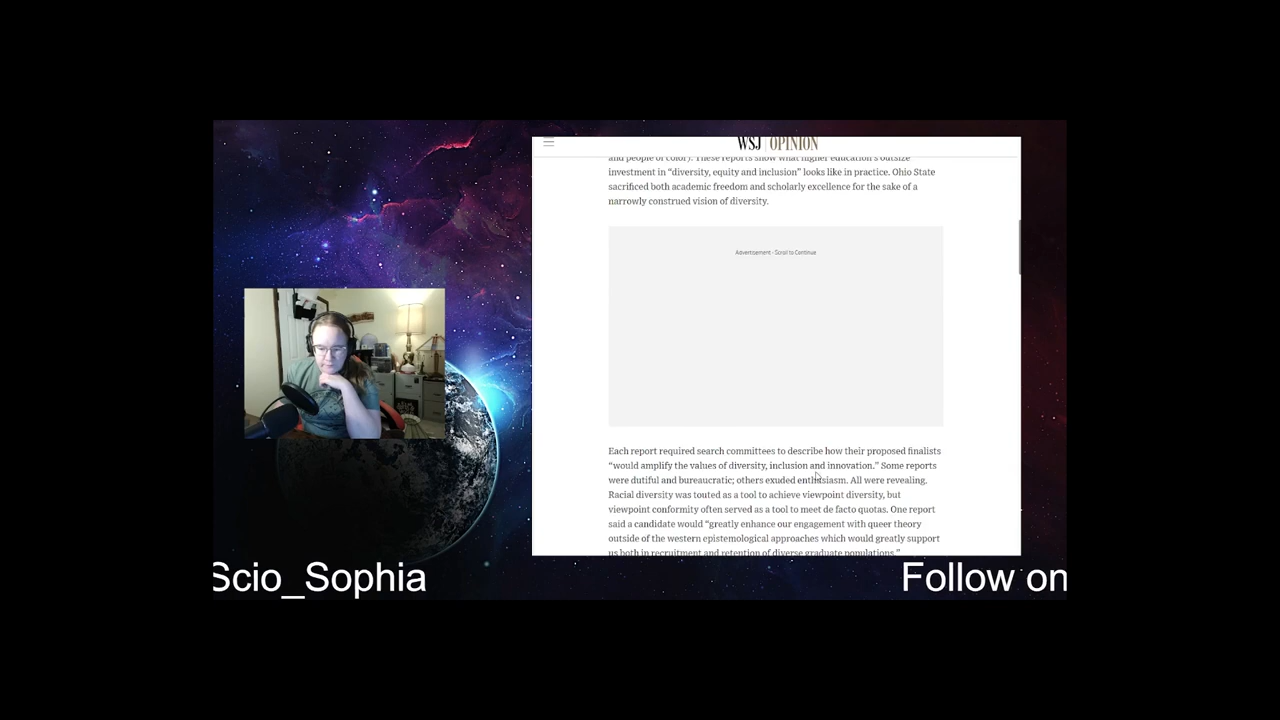 WSJ | OPINION
and people of color). These reports show what higher education's outsize
investment in “diversity, equity and inclusion” looks like in practice. Ohio State
sacrificed both academic freedom and scholarly excellence for the sake of a
narrowly construed vision of diversity.
Advertisement - Scroll to Continue
Each report required search committees to describe how their proposed finalists
“would amplify the values of diversity, inclusion and innovation.” Some reports
were dutiful and bureaucratic; others exuded enthusiasm. All were revealing.
Racial diversity was touted as a tool to achieve viewpoint diversity, but
viewpoint conformity often served as a tool to meet de facto quotas. One report
said a candidate would “greatly enhance our engagement with queer theory
outside of the western epistemological approaches which would greatly support
us both in recruitment and retention of diverse graduate populations.”
Scio_Sophia
Follow on